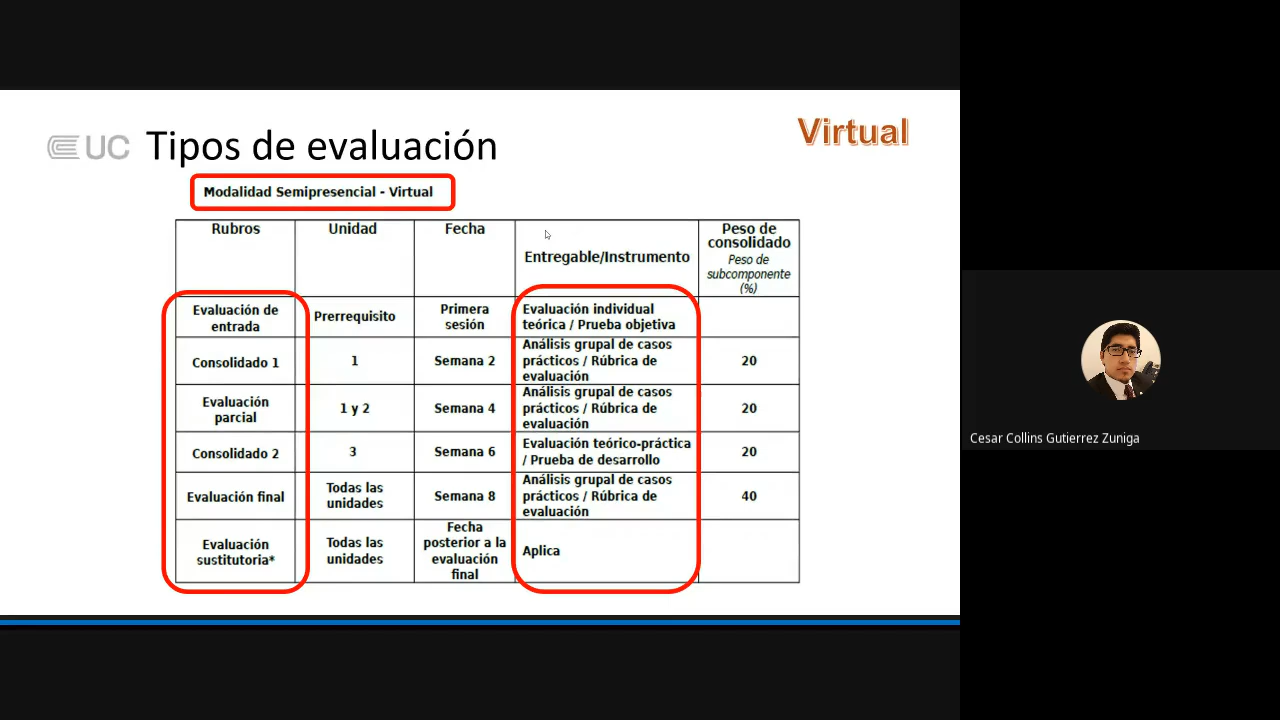 UC
Tipos de evaluación
Virtual
Modalidad Semipresencial - Virtual
Rubros
Unidad
Fecha
Entregable/Instrumento
Peso de
consolidado
Peso de
subcomponente
(%)
Evaluación de
entrada
Prerrequisito
Primera
sesión
Evaluación individual
teórica / Prueba objetiva
Consolidado 1
1
Semana 2
Análisis grupal de casos
prácticos / Rúbrica de
evaluación
20
Evaluación
parcial
1 y 2
Semana 4
Análisis grupal de casos
prácticos / Rúbrica de
evaluación
20
Consolidado 2
3
Semana 6
Evaluación teórico-práctica
/ Prueba de desarrollo
20
Evaluación final
Todas las
unidades
Semana 8
Análisis grupal de casos
prácticos / Rúbrica de
evaluación
40
Evaluación
sustitutoria*
Todas las
unidades
Fecha
posterior a la
evaluación
final
Aplica
Cesar Collins Gutierrez Zuniga